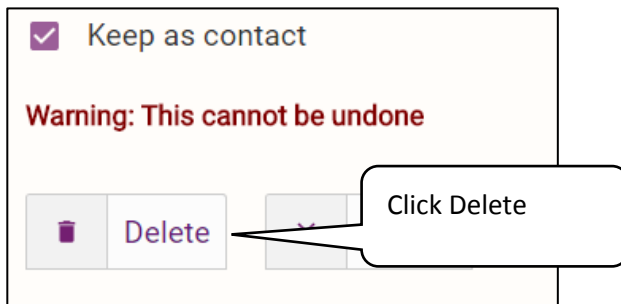 Keep as contact
Warning: This cannot be undone
Delete
Click Delete